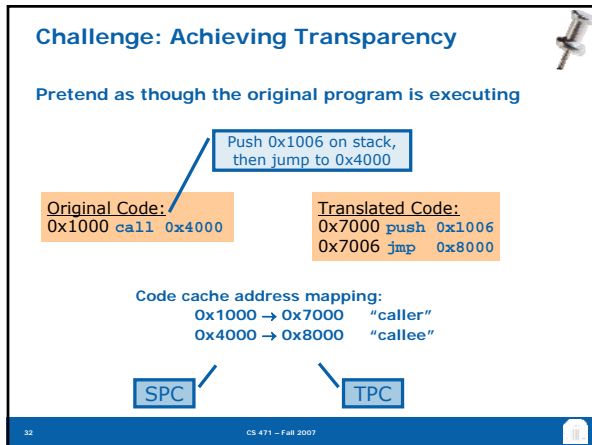 Challenge: Achieving Transparency
Pretend as though the original program is executing
Push 0x1006 on stack,
then jump to 0x4000
Original Code:
0x1000 call 0x4000
Translated Code:
0x7000 push 0x1006
0x7006 jmp 0x8000
Code cache address mapping:
0x1000 → 0x7000 “caller”
0x4000 → 0x8000 “callee”
SPC
TPC
32
CS 471 – Fall 2007